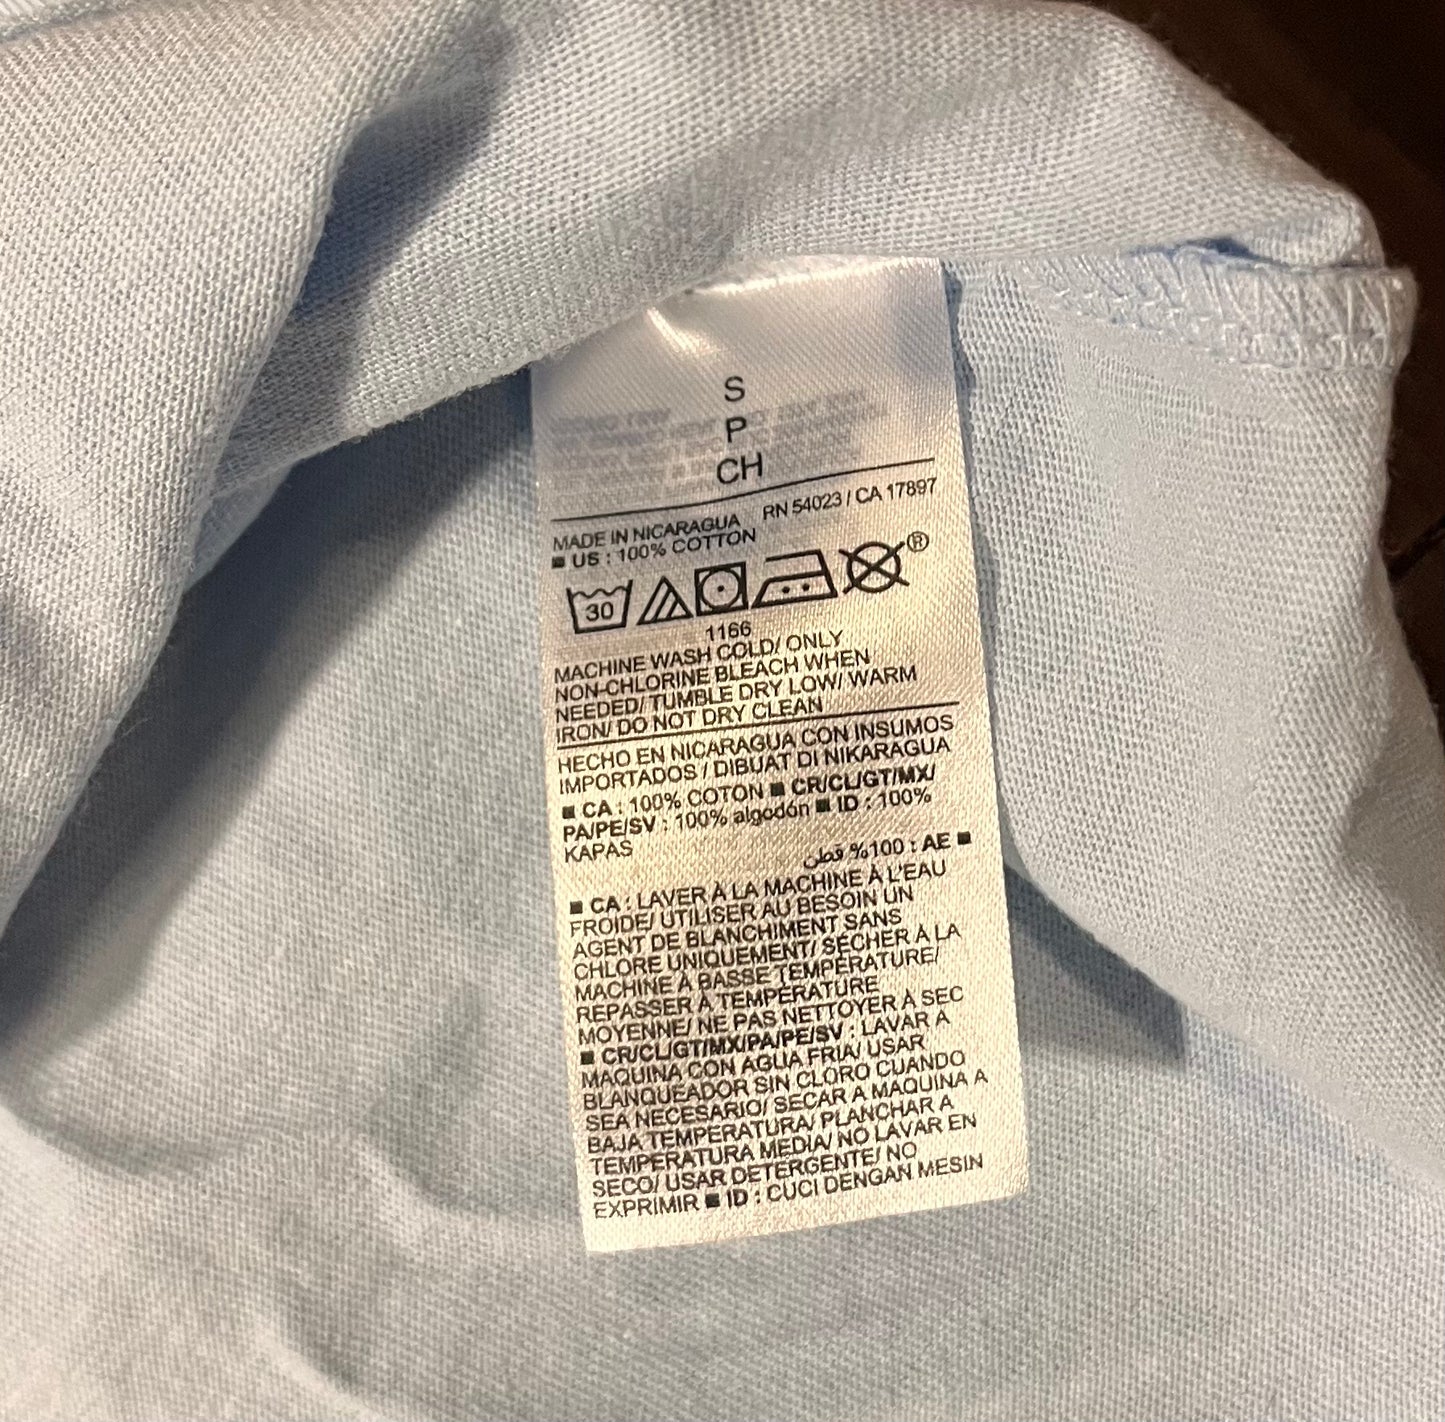 S
P
CH
RN 54023 / CA 17897
MADE IN NICARAGUA
■ US : 100% COTTON
30
®
1166
MACHINE WASH COLD/ ONLY
NON-CHLORINE BLEACH WHEN
NEEDED/ TUMBLE DRY LOW/ WARM
IRON/ DO NOT DRY CLEAN
HECHO EN NICARAGUA CON INSUMOS
IMPORTADOS / DIBUAT DI NIKARAGUA
■ CA : 100% COTON ■ CR/CL/GT/MX/
PA/PE/SV : 100% algodón ■ ID : 100%
KAPAS
■ AE : 100% قطن
■ CA : LAVER À LA MACHINE À L'EAU
FROIDE/ UTILISER AU BESOIN UN
AGENT DE BLANCHIMENT SANS
CHLORE UNIQUEMENT/ SÉCHER À LA
MACHINE À BASSE TEMPÉRATURE/
REPASSER À TEMPÉRATURE
MOYENNE/ NE PAS NETTOYER À SEC
■ CR/CL/GT/MX/PA/PE/SV : LAVAR A
MAQUINA CON AGUA FRIA/ USAR
BLANQUEADOR SIN CLORO CUANDO
SEA NECESARIO/ SECAR A MAQUINA A
BAJA TEMPERATURA/ PLANCHAR A
TEMPERATURA MEDIA/ NO LAVAR EN
SECO/ USAR DETERGENTE/ NO
EXPRIMIR ■ ID : CUCI DENGAN MESIN